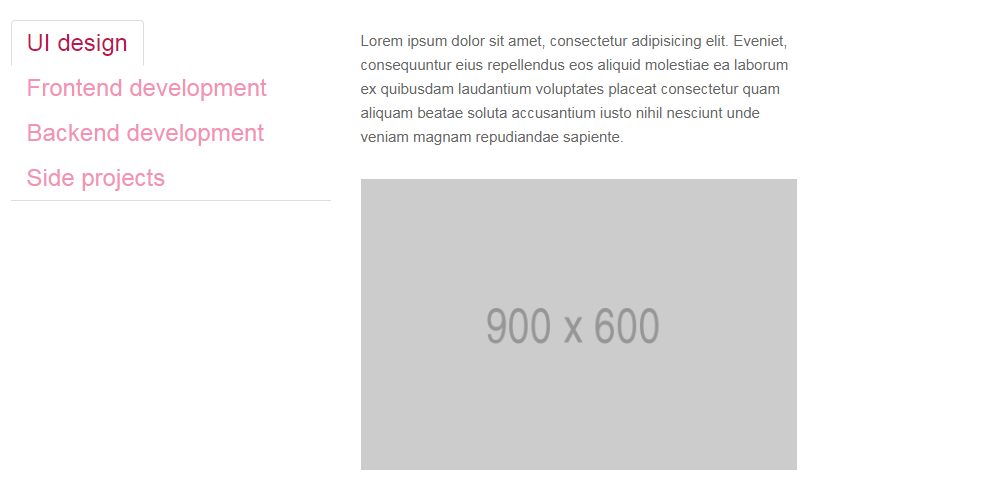 UI design
Frontend development
Backend development
Side projects
Lorem ipsum dolor sit amet, consectetur adipisicing elit. Eveniet,
consequuntur eius repellendus eos aliquid molestiae ea laborum
ex quibusdam laudantium voluptates placeat consectetur quam
aliquam beatae soluta accusantium iusto nihil nesciunt unde
veniam magnam repudiandae sapiente.
900 x 600